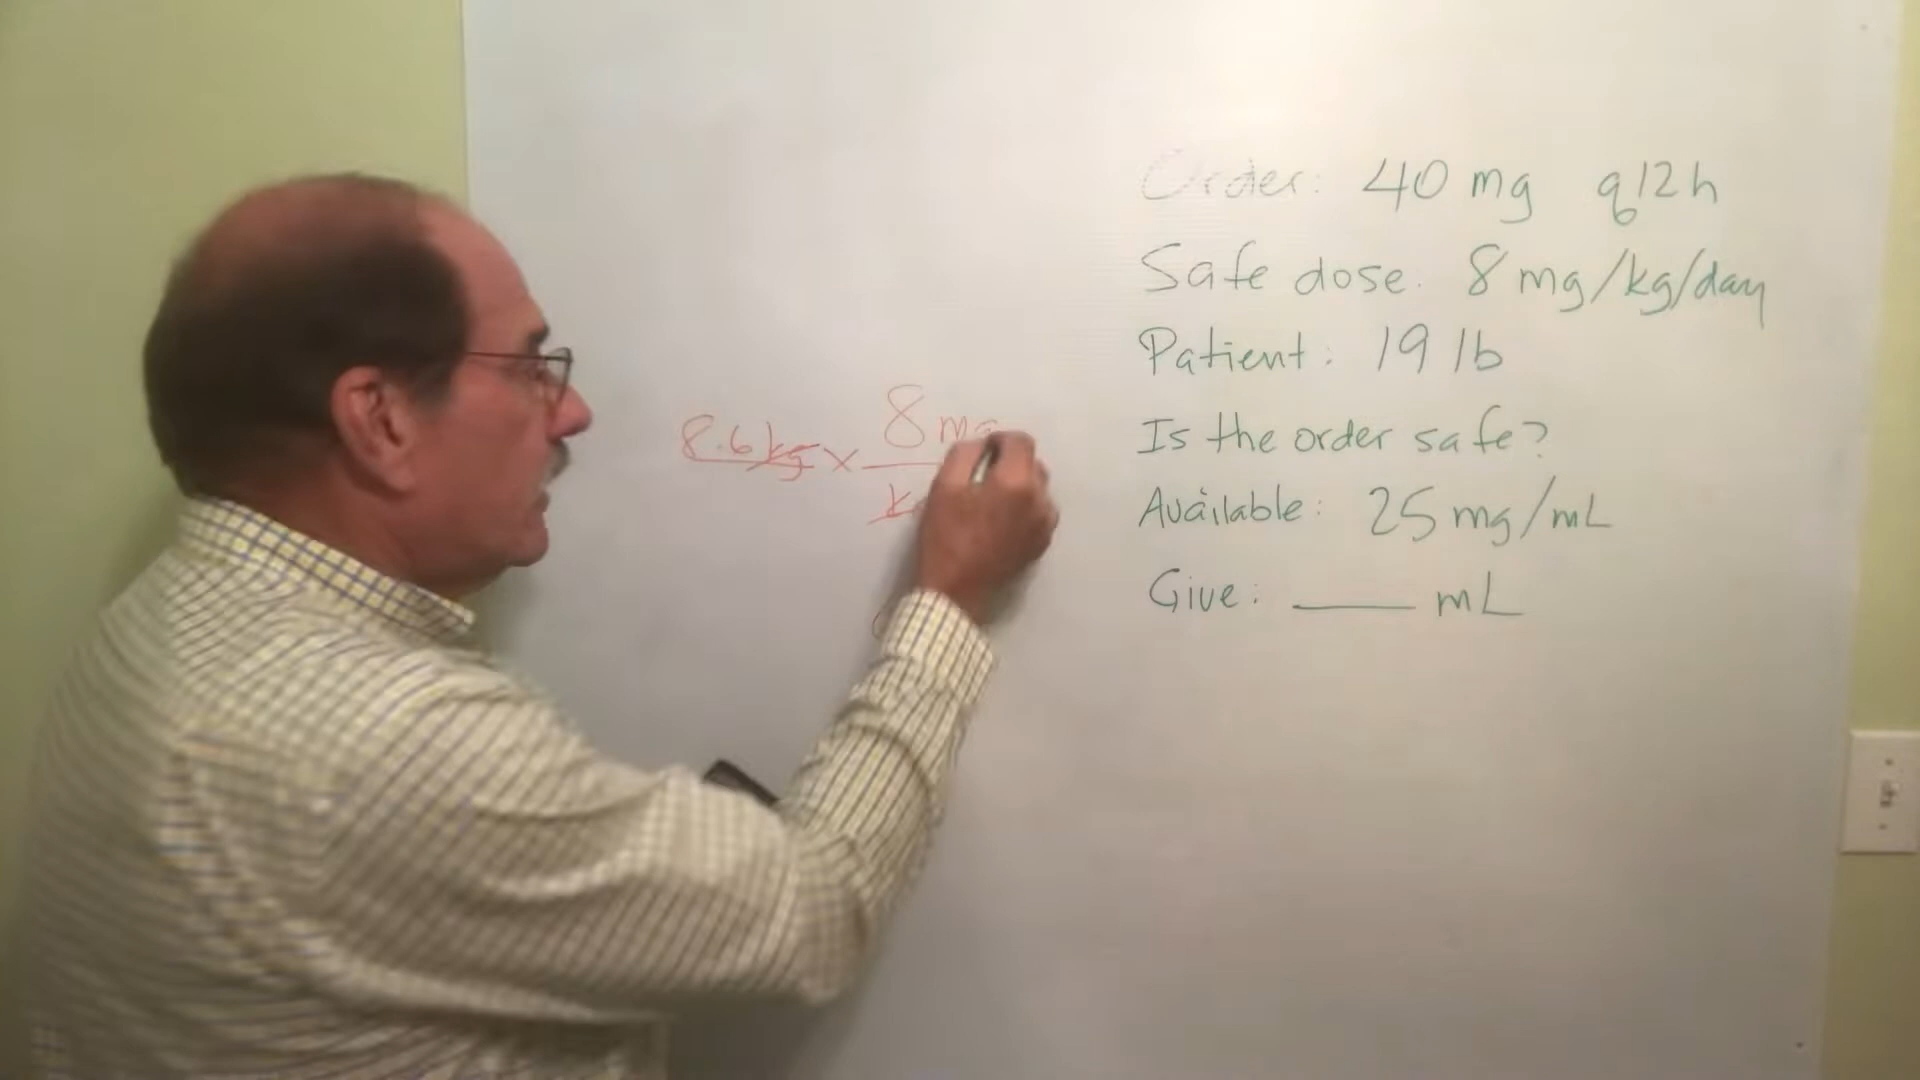 Order: 40 mg q12h
Safe dose: 8 mg/kg/day
Patient: 19 lb
Is the order safe?
Available: 25 mg/mL
Give: ____ mL
8.6 kg x 8 mg